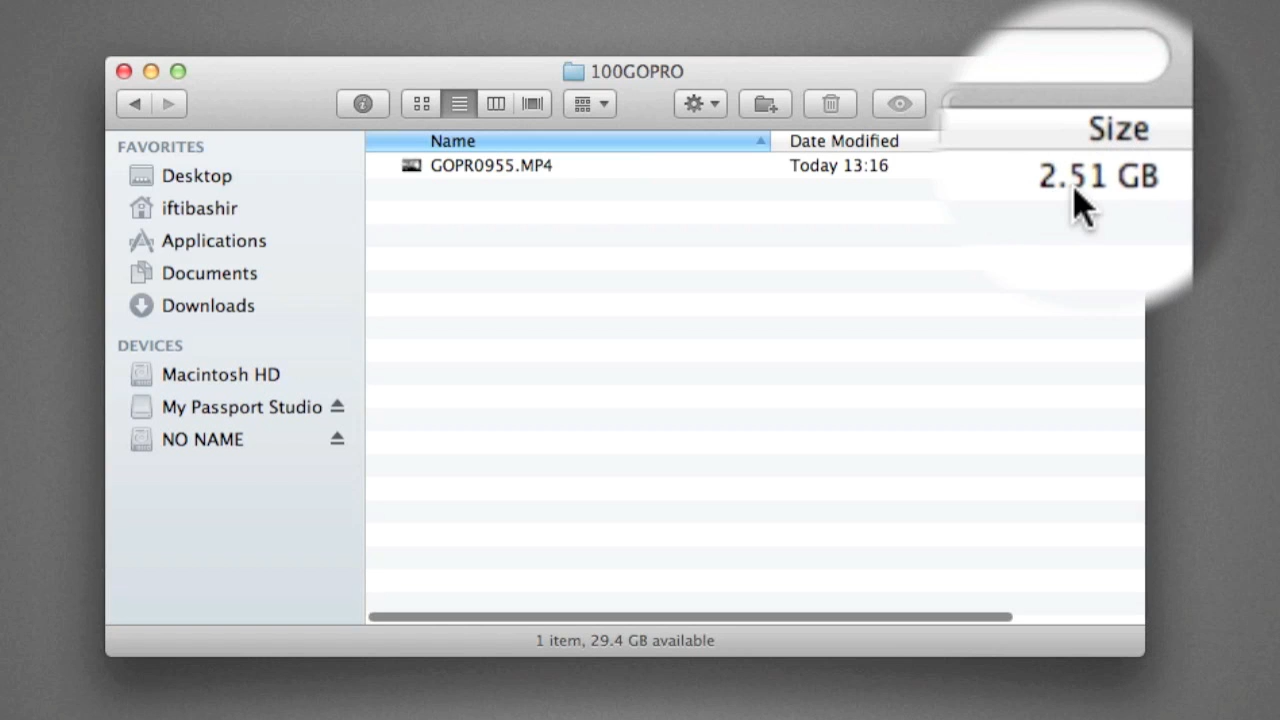 100GOPRO
Name Date Modified Size
GOPR0955.MP4 Today 13:16 2.51 GB
FAVORITES
Desktop
iftibashir
Applications
Documents
Downloads
DEVICES
Macintosh HD
My Passport Studio
NO NAME
1 item, 29.4 GB available